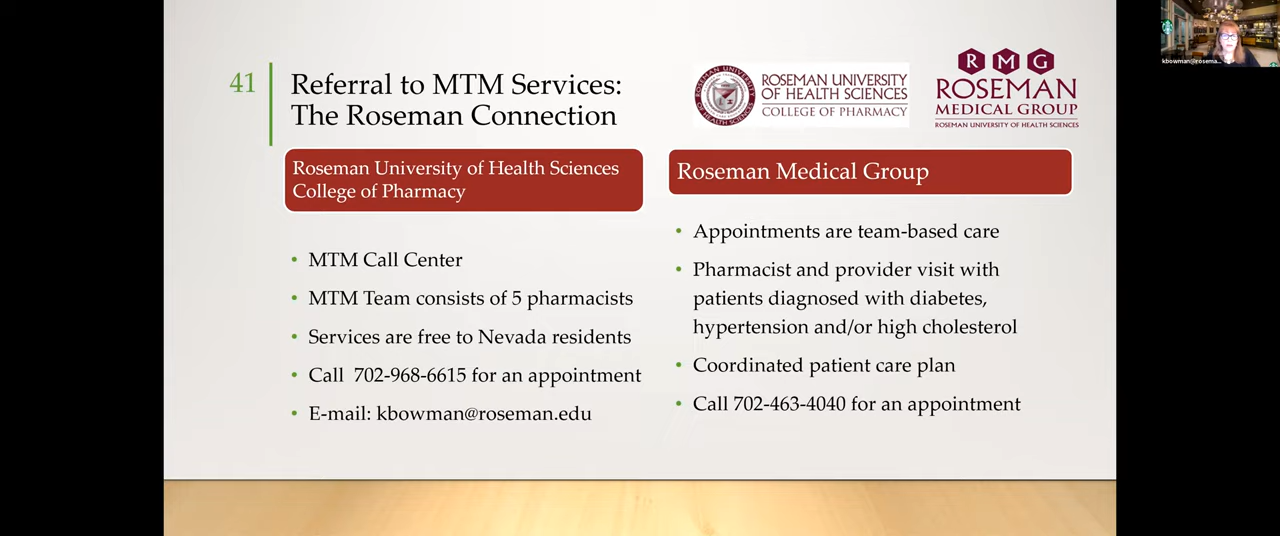 41
Referral to MTM Services:
The Roseman Connection
ROSEMAN UNIVERSITY
OF HEALTH SCIENCES
COLLEGE OF PHARMACY
R M G
ROSEMAN
MEDICAL GROUP
ROSEMAN UNIVERSITY OF HEALTH SCIENCES
kbowman@rosema...
Roseman University of Health Sciences
College of Pharmacy
• MTM Call Center
• MTM Team consists of 5 pharmacists
• Services are free to Nevada residents
• Call 702-968-6615 for an appointment
• E-mail: kbowman@roseman.edu
Roseman Medical Group
• Appointments are team-based care
• Pharmacist and provider visit with
patients diagnosed with diabetes,
hypertension and/or high cholesterol
• Coordinated patient care plan
• Call 702-463-4040 for an appointment